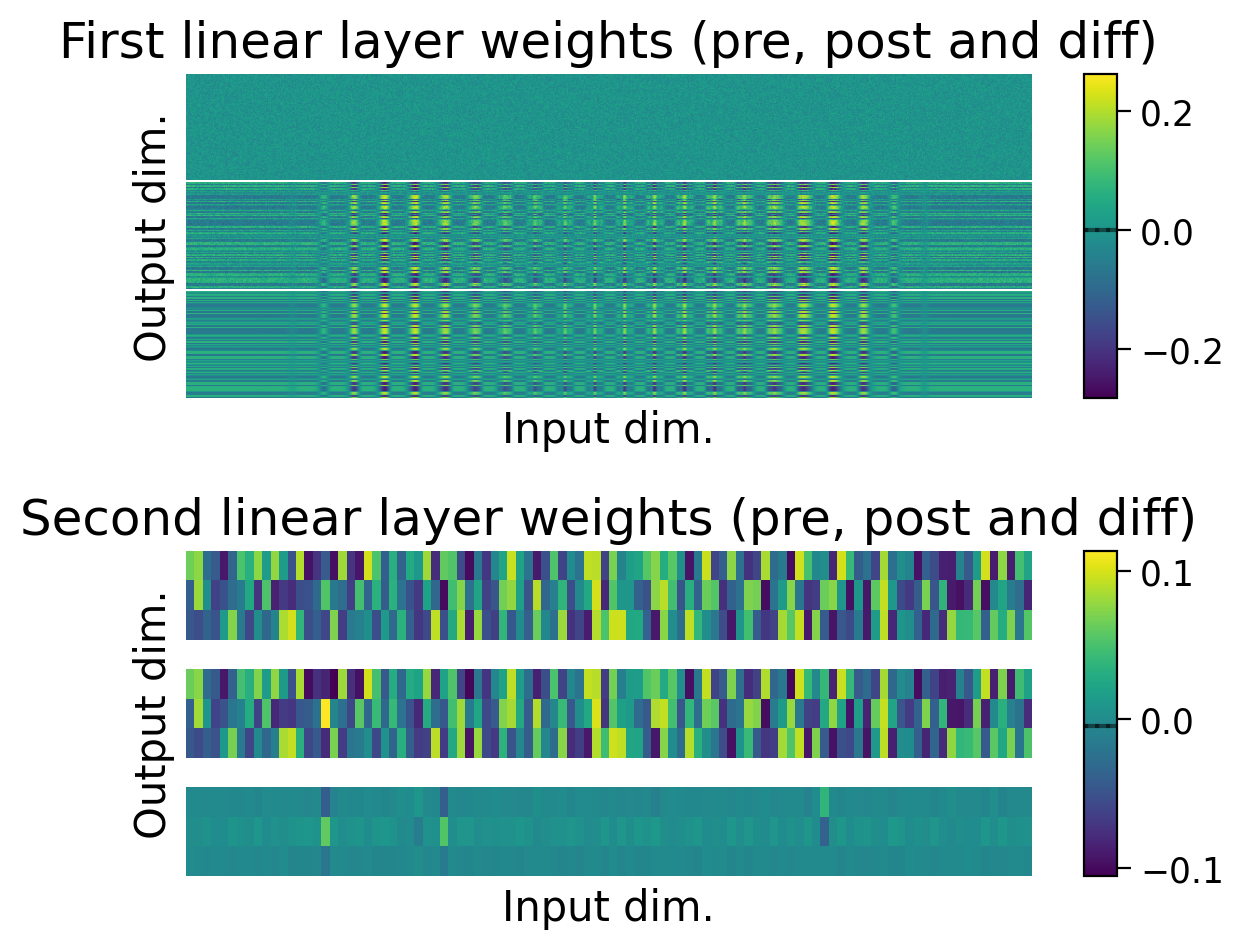 First linear layer weights (pre, post and diff)
Output dim.
0.2
0.0
−0.2
Input dim.
Second linear layer weights (pre, post and diff)
Output dim.
0.1
0.0
−0.1
Input dim.